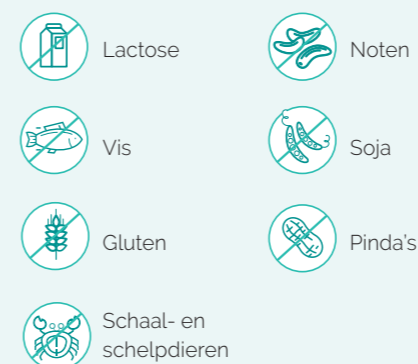 Lactose
Noten
Vis
Soja
Gluten
Pinda's
Schaal- en
schelpdieren